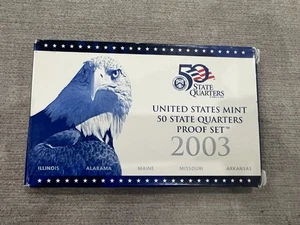 50
STATE
QUARTERS
UNITED STATES MINT
50 STATE QUARTERS
PROOF SET™
2003
ILLINOIS ALABAMA MAINE MISSOURI ARKANSAS